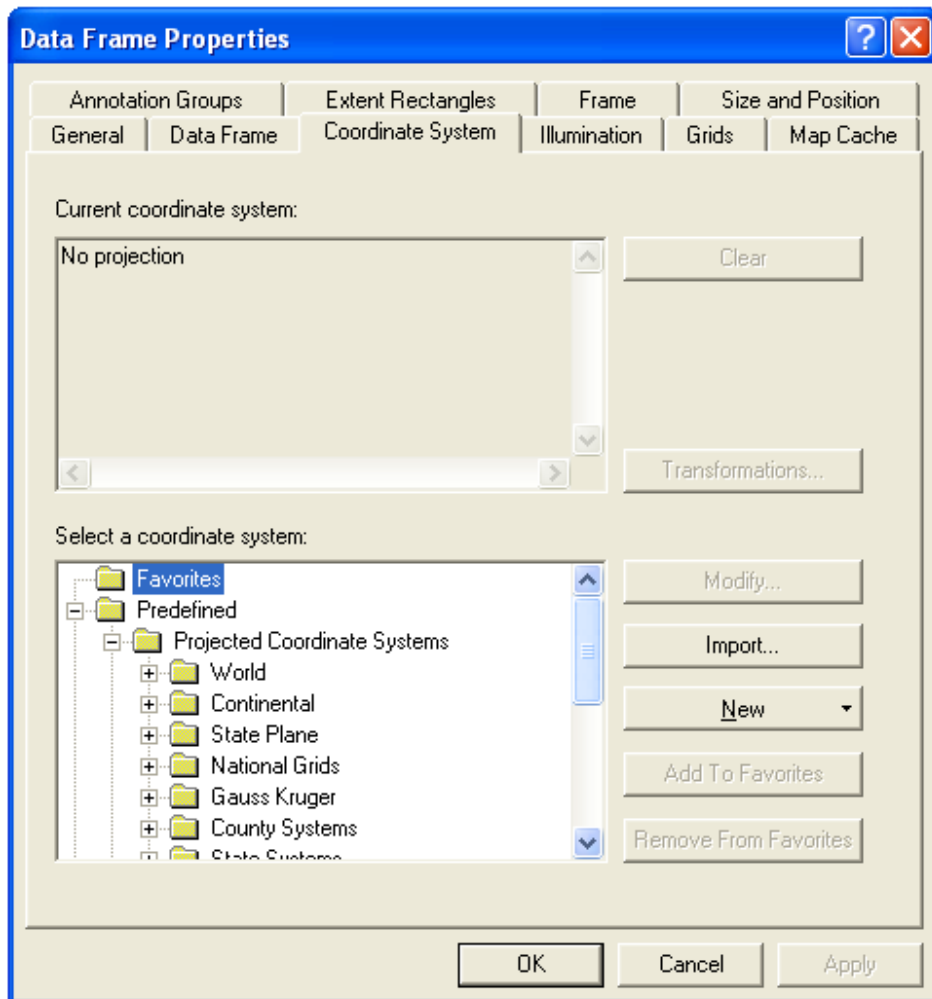 Data Frame Properties
Annotation Groups Extent Rectangles Frame Size and Position
General Data Frame Coordinate System Illumination Grids Map Cache
Current coordinate system:
No projection
Clear
Transformations...
Select a coordinate system:
Favorites
Predefined
Projected Coordinate Systems
World
Continental
State Plane
National Grids
Gauss Kruger
County Systems
State Systems
Modify...
Import...
New
Add To Favorites
Remove From Favorites
OK Cancel Apply